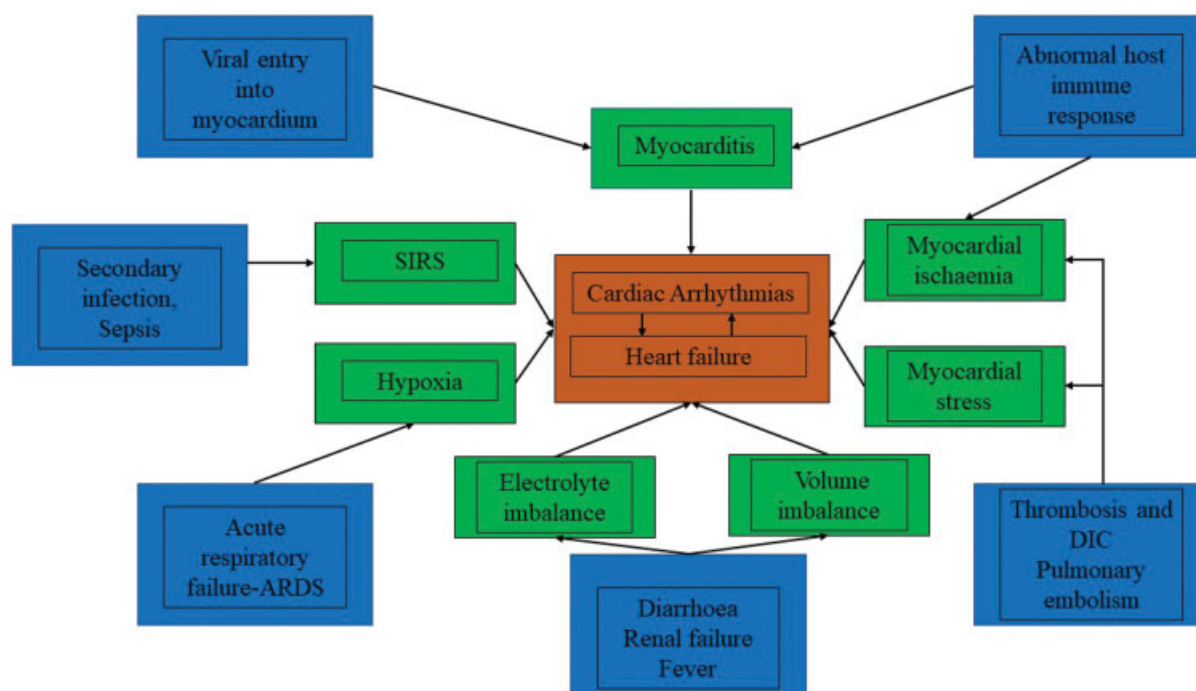 Viral entry
into
myocardium
Abnormal host
immune
response
Myocarditis
Secondary
infection,
Sepsis
SIRS
Myocardial
ischaemia
Cardiac Arrhythmias
Heart failure
Hypoxia
Myocardial
stress
Electrolyte
imbalance
Volume
imbalance
Acute
respiratory
failure-ARDS
Diarrhoea
Renal failure
Fever
Thrombosis and
DIC
Pulmonary
embolism